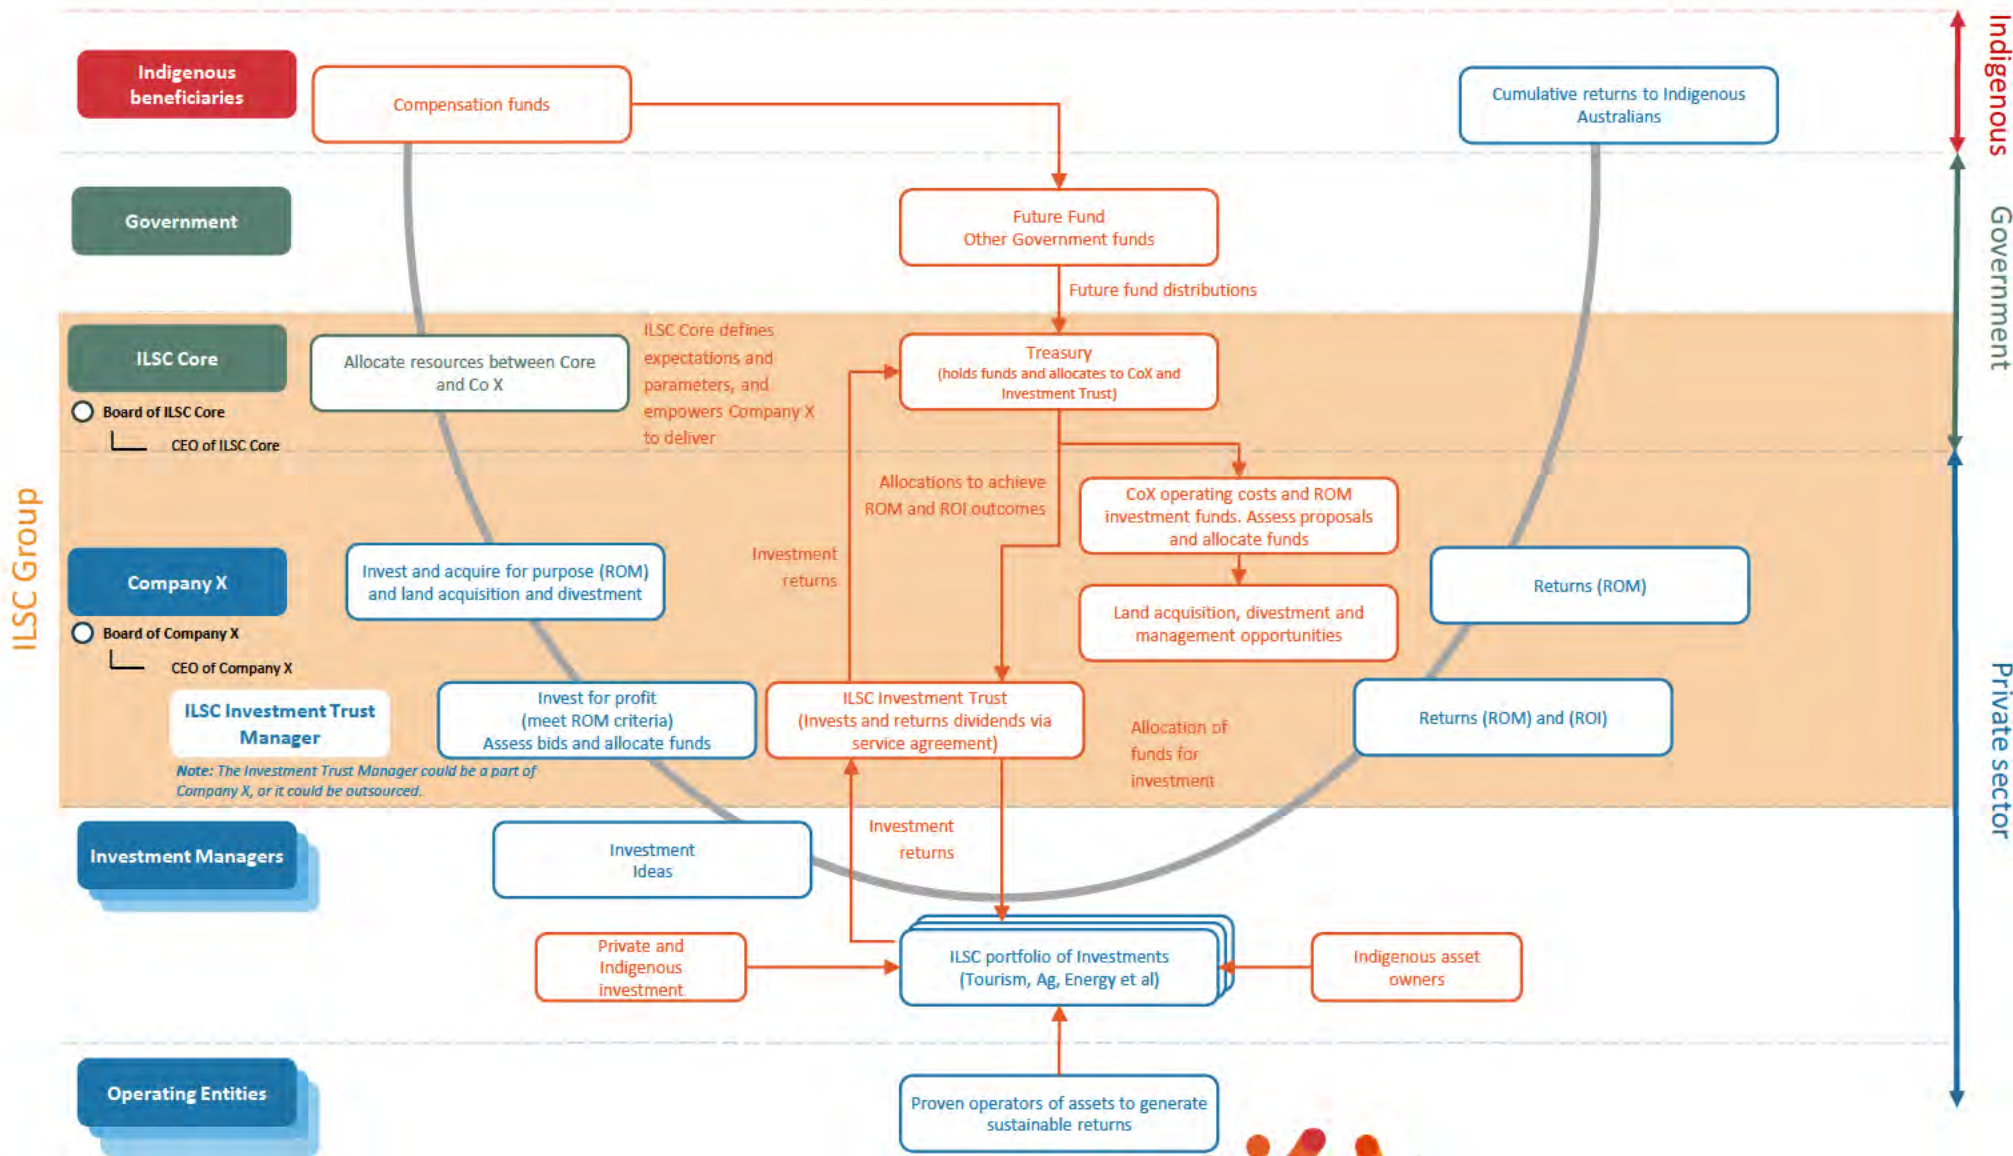 Indigenous
beneficiaries
Compensation funds
Cumulative returns to Indigenous
Australians
Indigenous
Government
Future Fund
Other Government funds
Government
Future fund distributions
ILSC Core
Board of ILSC Core
CEO of ILSC Core
Allocate resources between Core
and Co X
ILSC Core defines
expectations and
parameters, and
empowers Company X
to deliver
Treasury
(holds funds and allocates to CoX and
Investment Trust)
Allocations to achieve
ROM and ROI outcomes
CoX operating costs and ROM
investment funds. Assess proposals
and allocate funds
ILSC Group
Company X
Board of Company X
CEO of Company X
Invest and acquire for purpose (ROM)
and land acquisition and divestment
Investment
returns
Land acquisition, divestment and
management opportunities
Returns (ROM)
ILSC Investment Trust
Manager
Note: The Investment Trust Manager could be a part of
Company X, or it could be outsourced.
Invest for profit
(meet ROM criteria)
Assess bids and allocate funds
ILSC Investment Trust
(Invests and returns dividends via
service agreement)
Allocation of
funds for
investment
Returns (ROM) and (ROI)
Private sector
Investment Managers
Investment
Ideas
Investment
returns
Private and
Indigenous
investment
ILSC portfolio of Investments
(Tourism, Ag, Energy et al)
Indigenous asset
owners
Operating Entities
Proven operators of assets to generate
sustainable returns